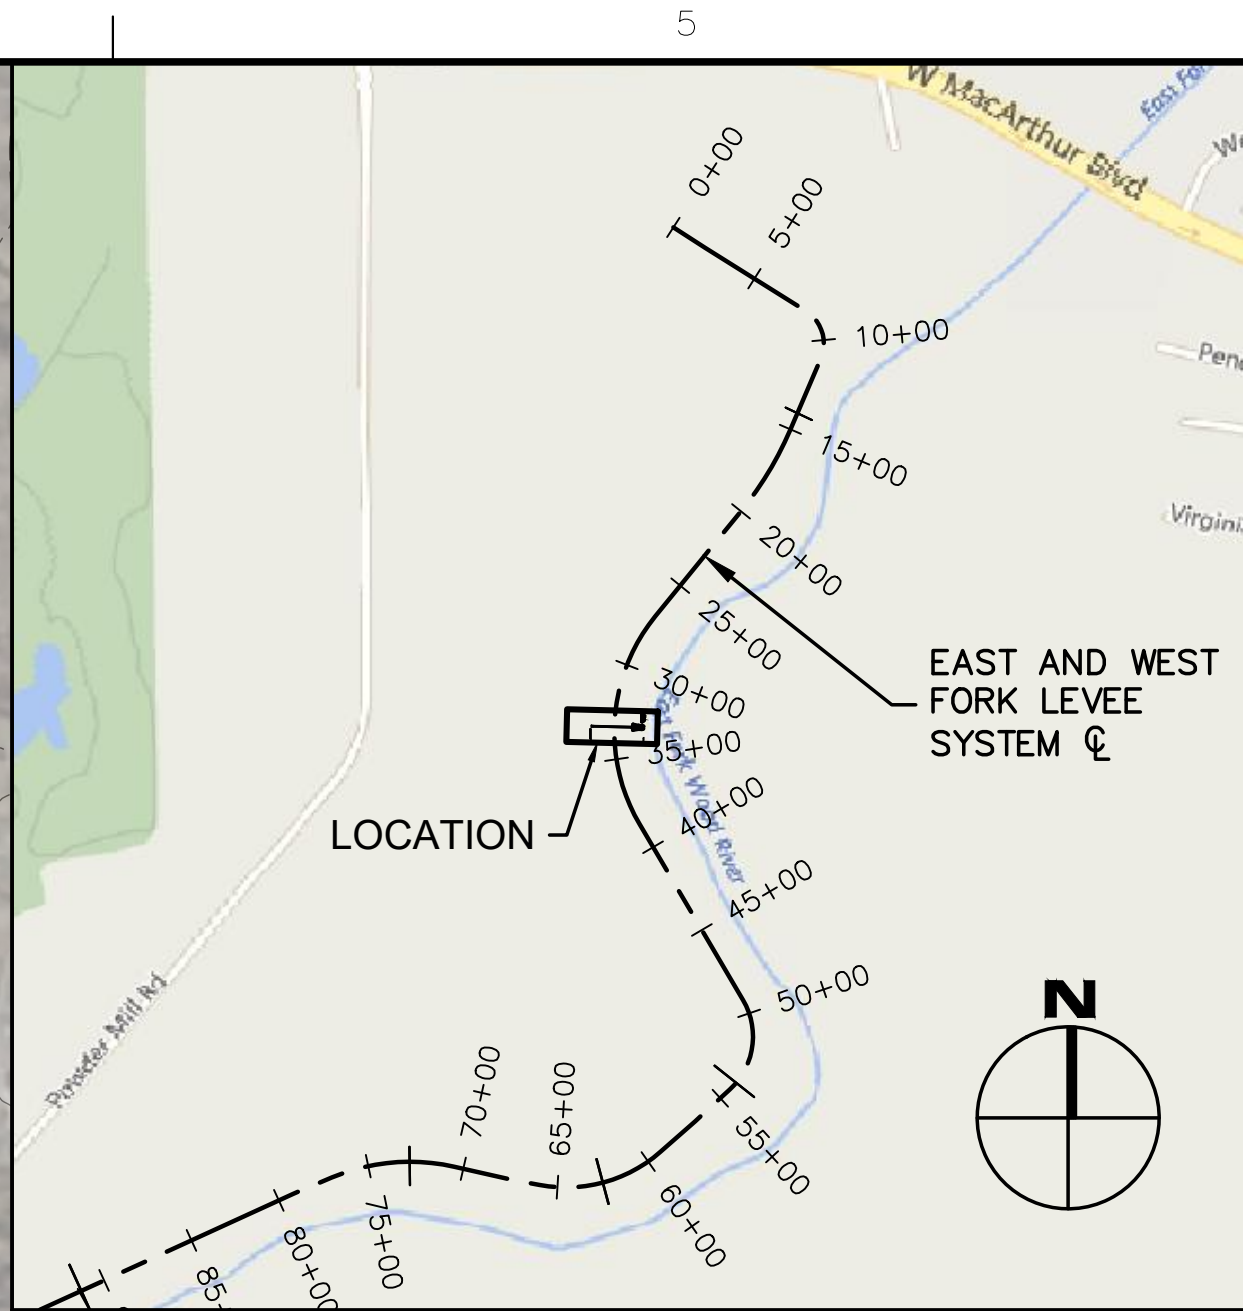 5
W MacArthur Blvd
0+00
5+00
10+00
15+00
20+00
25+00
30+00
EAST AND WEST
FORK LEVEE
SYSTEM ℄
35+00
East Fork Wood River
LOCATION
40+00
45+00
50+00
N
Powder Mill Rd
55+00
60+00
65+00
70+00
75+00
80+00